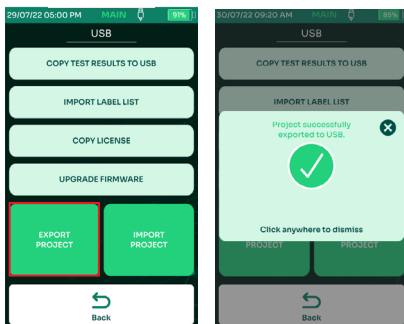 29/07/22 05:00 PM MAIN 91%
USB
COPY TEST RESULTS TO USB
IMPORT LABEL LIST
COPY LICENSE
UPGRADE FIRMWARE
EXPORT
PROJECT
IMPORT
PROJECT
Back
30/07/22 09:20 AM MAIN 85%
USB
COPY TEST RESULTS TO USB
IMPORT LABEL LIST
Project successfully
exported to USB.
Click anywhere to dismiss
PROJECT
PROJECT
Back